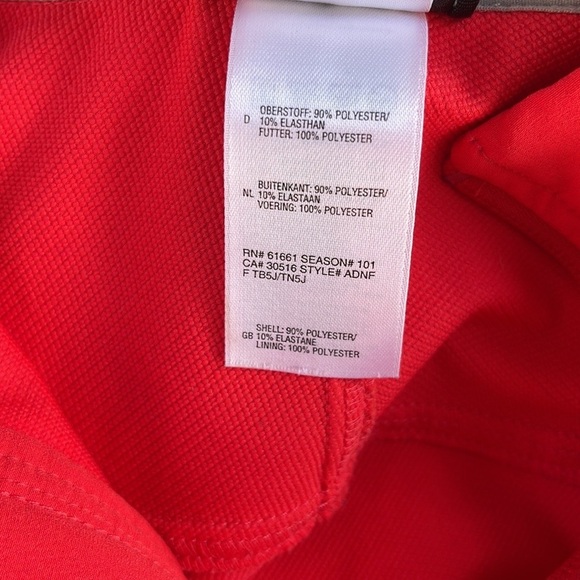 OBERSTOFF: 90% POLYESTER/
D 10% ELASTHAN
FUTTER: 100% POLYESTER
BUITENKANT: 90% POLYESTER/
NL 10% ELASTAAN
VOERING: 100% POLYESTER
RN# 61661 SEASON# 101
CA# 30516 STYLE# ADNF
F TB5J/TN5J
SHELL: 90% POLYESTER/
GB 10% ELASTANE
LINING: 100% POLYESTER